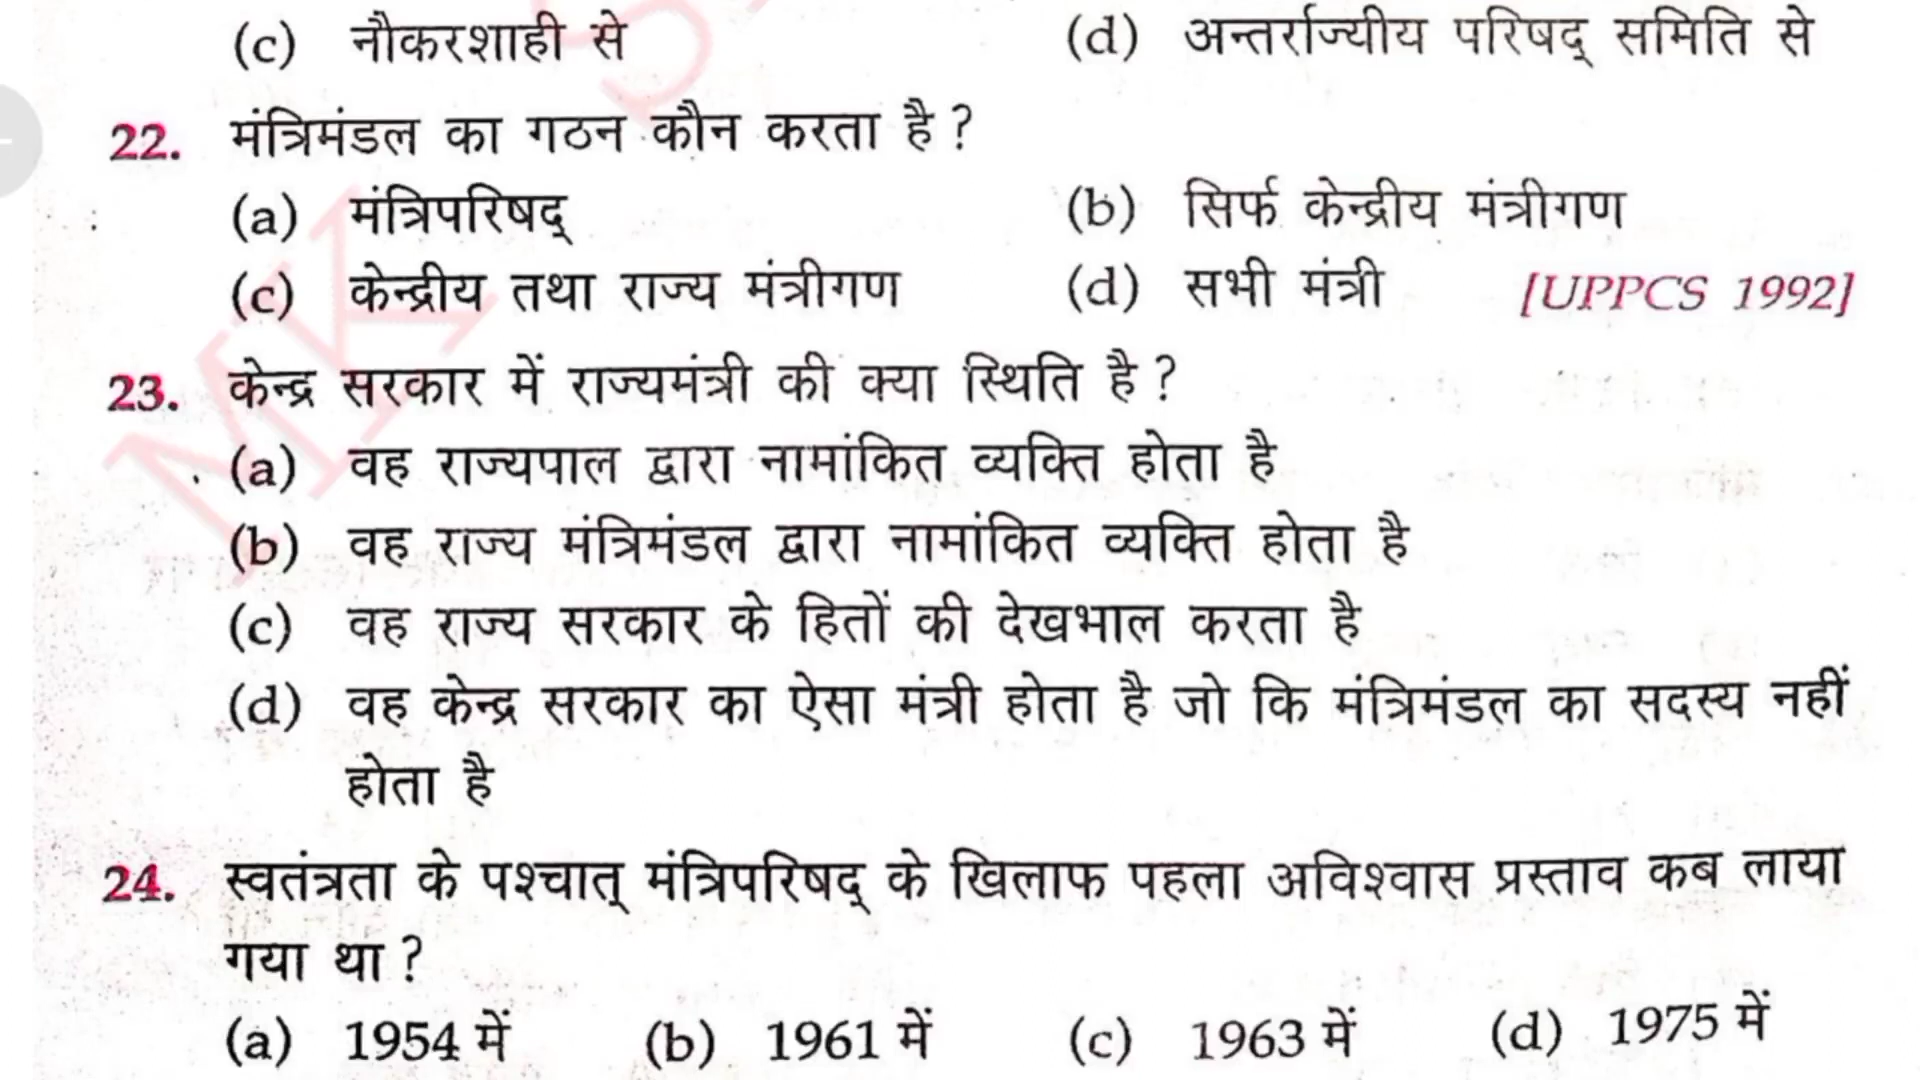 (c) नौकरशाही से (d) अन्तर्राज्यीय परिषद् समिति से
22. मंत्रिमंडल का गठन कौन करता है ?
(a) मंत्रिपरिषद् (b) सिर्फ केन्द्रीय मंत्रीगण
(c) केन्द्रीय तथा राज्य मंत्रीगण (d) सभी मंत्री [UPPCS 1992]
23. केन्द्र सरकार में राज्यमंत्री की क्या स्थिति है ?
(a) वह राज्यपाल द्वारा नामांकित व्यक्ति होता है
(b) वह राज्य मंत्रिमंडल द्वारा नामांकित व्यक्ति होता है
(c) वह राज्य सरकार के हितों की देखभाल करता है
(d) वह केन्द्र सरकार का ऐसा मंत्री होता है जो कि मंत्रिमंडल का सदस्य नहीं
होता है
24. स्वतंत्रता के पश्चात् मंत्रिपरिषद् के खिलाफ पहला अविश्वास प्रस्ताव कब लाया
गया था ?
(a) 1954 में (b) 1961 में (c) 1963 में (d) 1975 में
MK